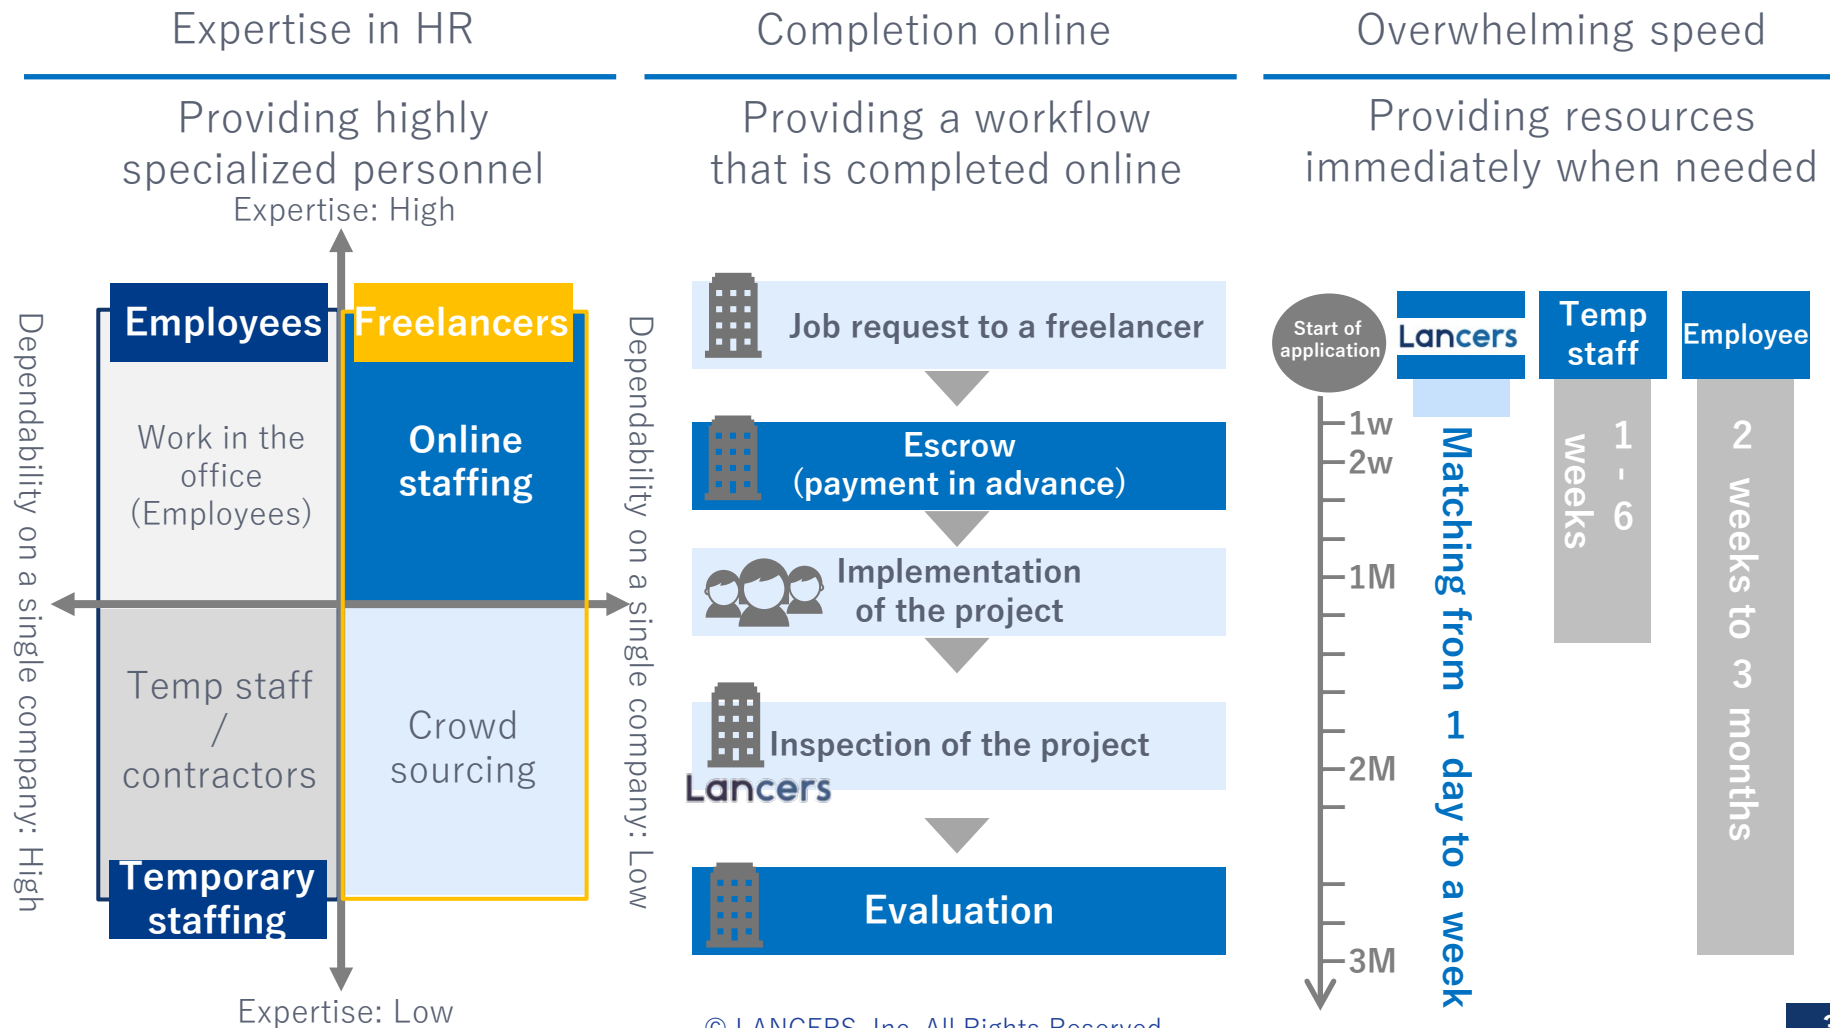 Expertise in HR
Providing highly
specialized personnel
Expertise: High
Dependability on a single company: High
Employees
Freelancers
Work in the
office
(Employees)
Online
staffing
Temp staff
/
contractors
Crowd
sourcing
Temporary
staffing
Expertise: Low
Dependability on a single company: Low
Completion online
Providing a workflow
that is completed online
Job request to a freelancer
Escrow
(payment in advance)
Implementation
of the project
Inspection of the project
Lancers
Evaluation
Overwhelming speed
Providing resources
immediately when needed
Start of
application
Lancers
Temp
staff
Employee
1w
2w
1M
2M
3M
Matching from 1 day to a week
1 - 6
weeks
2 weeks to 3 months
© LANCERS, Inc. All Rights Reserved